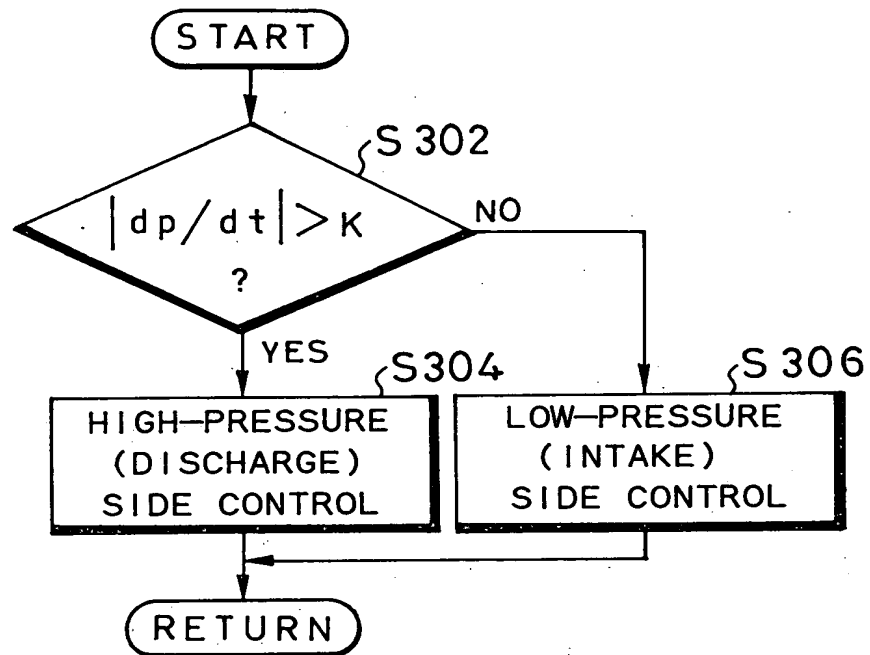 START
S302
|dp/dt|>K
?
NO
YES
S304
HIGH-PRESSURE
(DISCHARGE)
SIDE CONTROL
S306
LOW-PRESSURE
(INTAKE)
SIDE CONTROL
RETURN